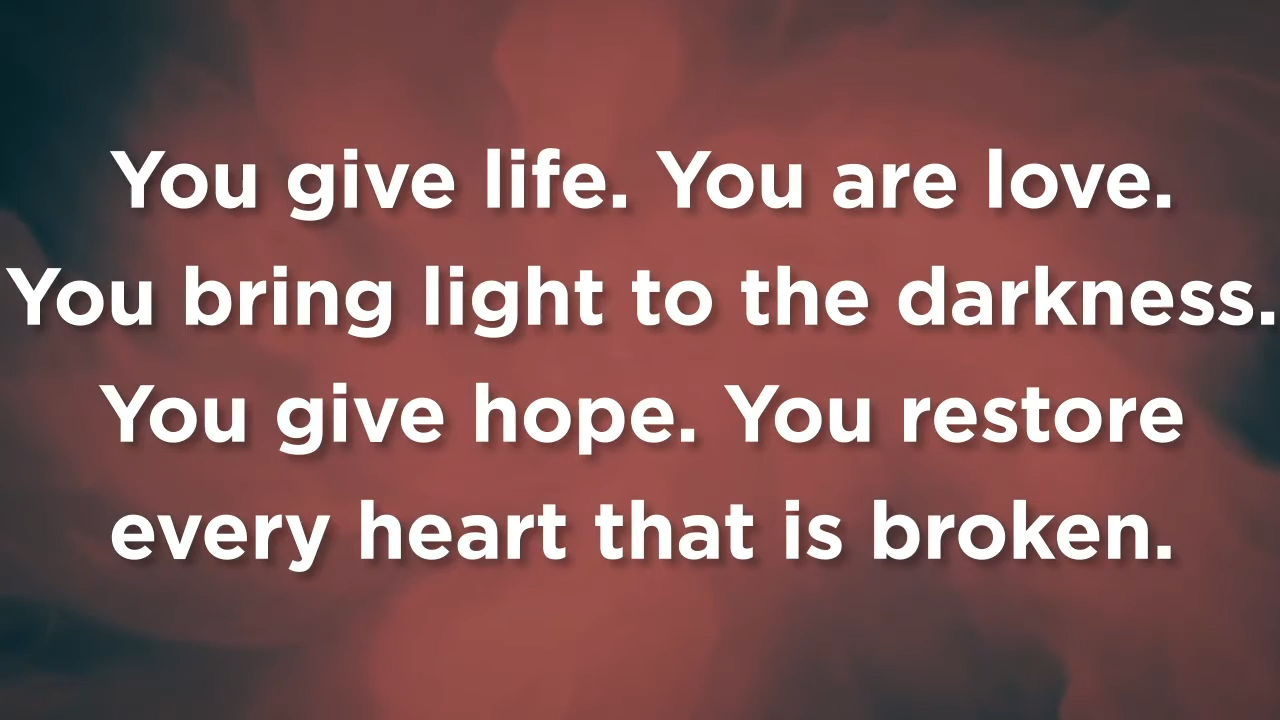 You give life. You are love.
You bring light to the darkness.
You give hope. You restore
every heart that is broken.